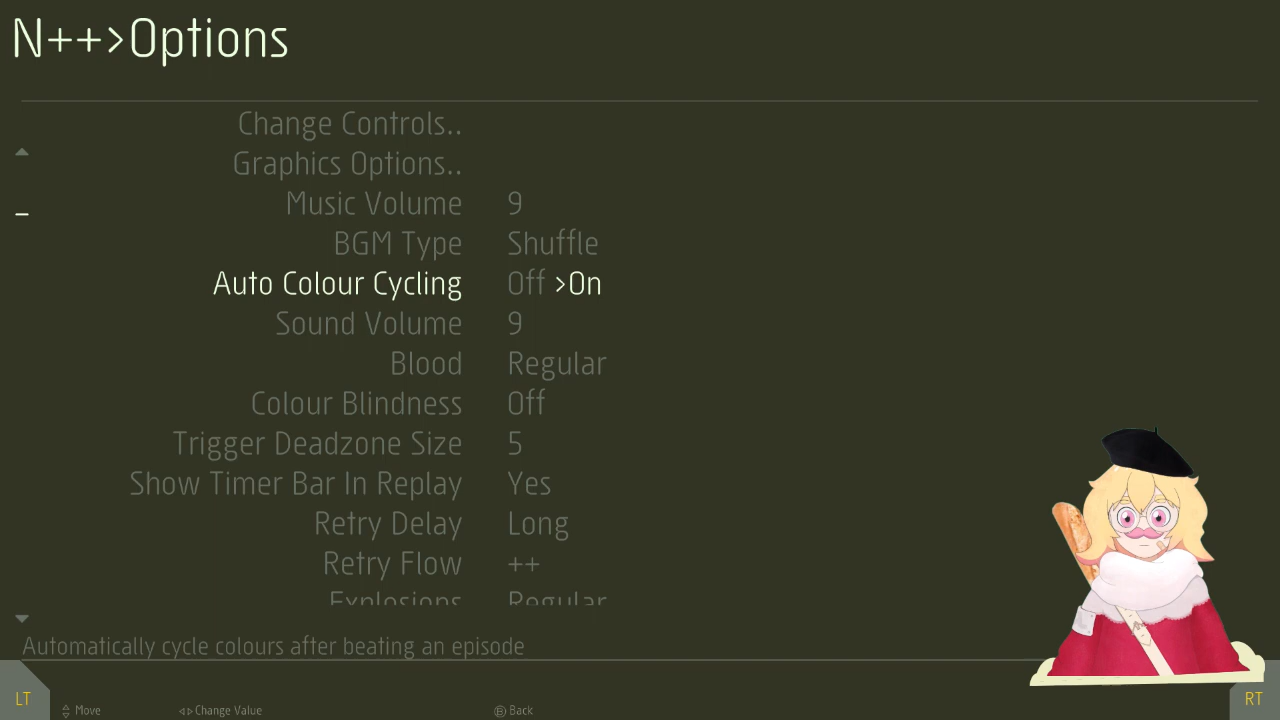 N++>Options
Change Controls..
Graphics Options..
Music Volume 9
BGM Type Shuffle
Auto Colour Cycling Off >On
Sound Volume 9
Blood Regular
Colour Blindness Off
Trigger Deadzone Size 5
Show Timer Bar In Replay Yes
Retry Delay Long
Retry Flow ++
Explosions Regular
Automatically cycle colours after beating an episode
LT Move Change Value B Back RT